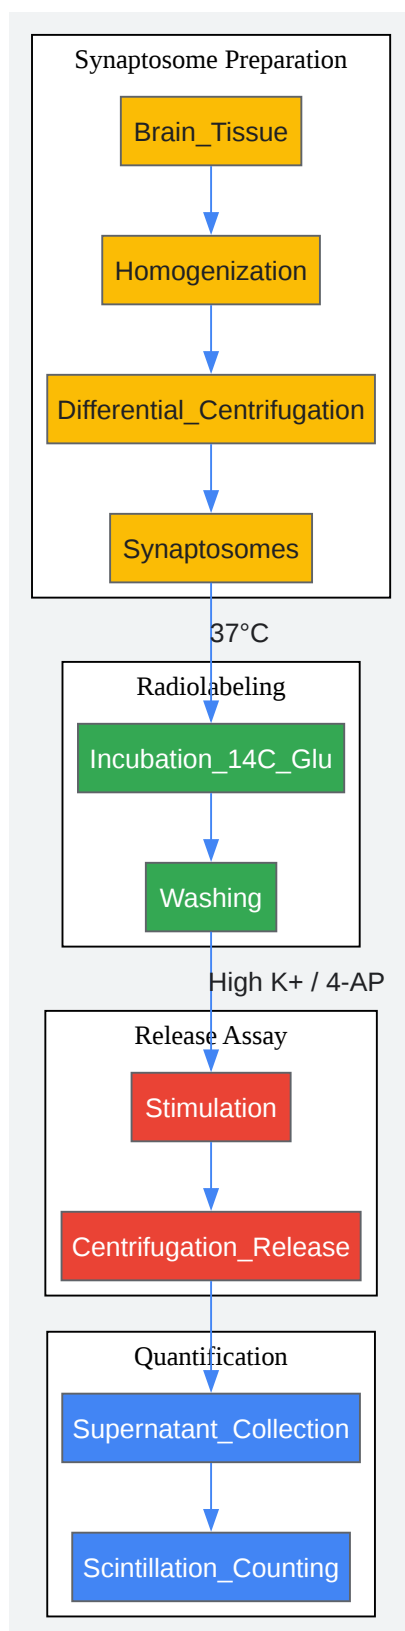 Synaptosome Preparation
Brain_Tissue
Homogenization
Differential_Centrifugation
Synaptosomes
37°C
Radiolabeling
Incubation_14C_Glu
Washing
High K+ / 4-AP
Release Assay
Stimulation
Centrifugation_Release
Quantification
Supernatant_Collection
Scintillation_Counting